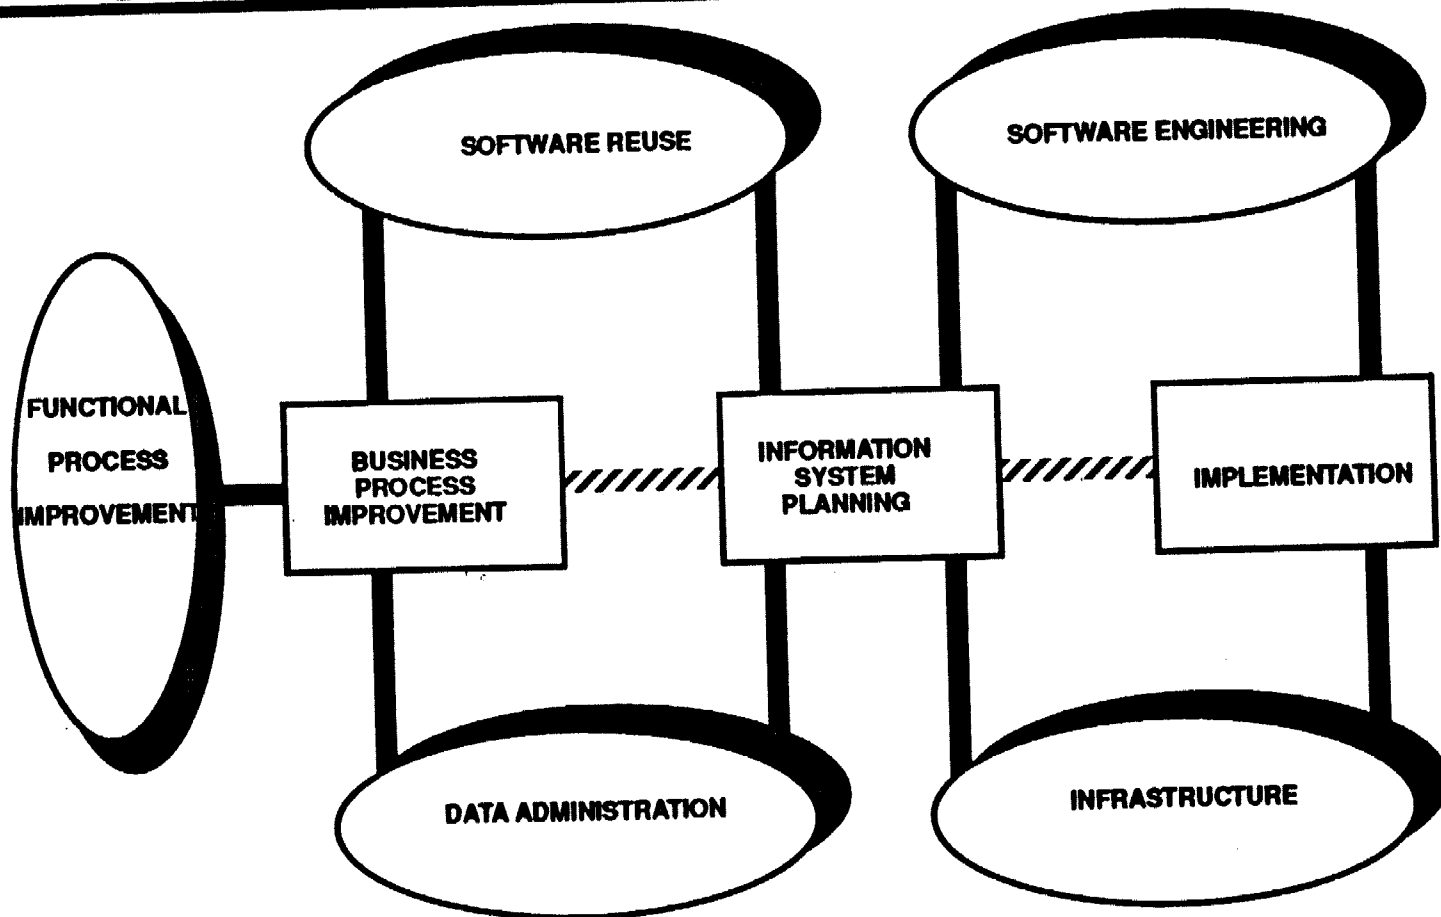 SOFTWARE REUSE
SOFTWARE ENGINEERING
FUNCTIONAL
PROCESS
IMPROVEMENT
BUSINESS
PROCESS
IMPROVEMENT
INFORMATION
SYSTEM
PLANNING
IMPLEMENTATION
DATA ADMINISTRATION
INFRASTRUCTURE